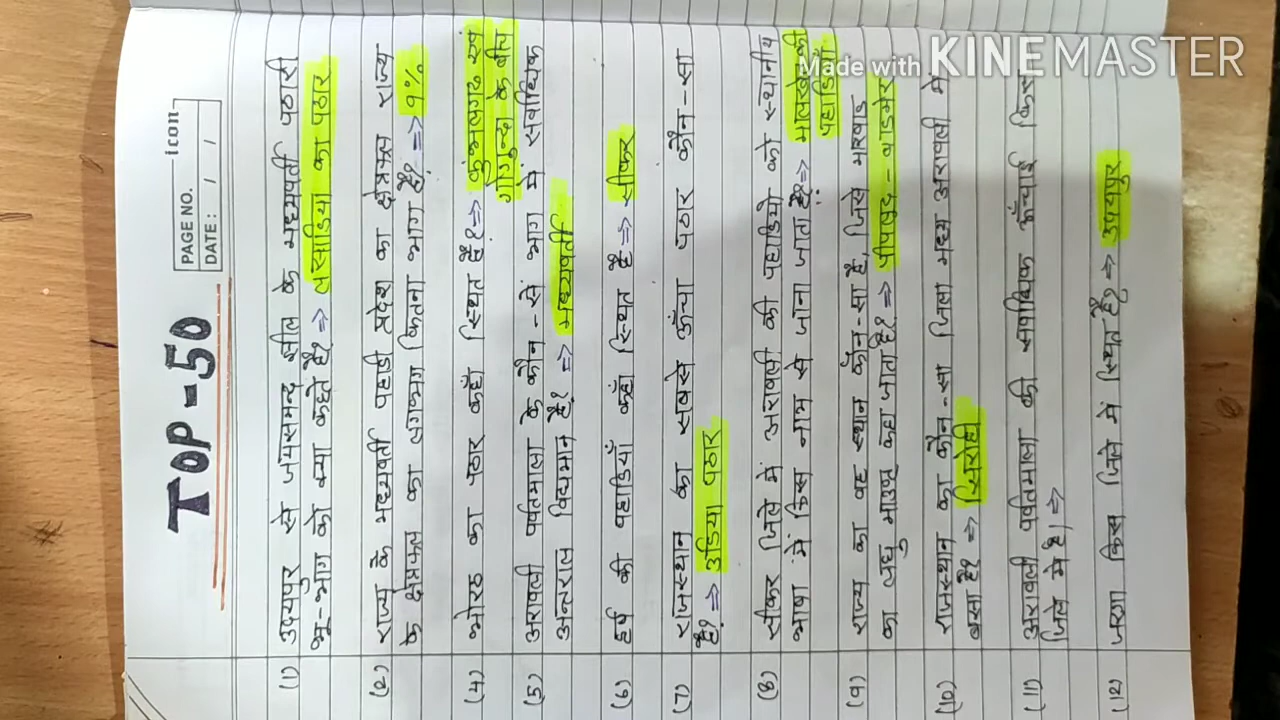 PAGE NO.
DATE: / /
icon
TOP - 50
(1) उदयपुर से जयसमन्द झील के मध्यवर्ती पठारी
भू-भाग को क्या कहते है? => लसाडिया का पठार
(2) राज्य के मध्यवर्ती पहाडी प्रदेश का क्षेत्रफल राज्य
के क्षेत्रफल का लगभग कितना भाग है? => 9%
(4) भोरठ का पठार कहाँ स्थित है? => कुम्भलगढ एवं
गोगुन्दा के बीच
(5) अरावली पर्वतमाला के कौन-से भाग में सर्वाधिक
अन्तराल विद्यमान है? => मध्यवर्ती
(6) हर्ष की पहाडियाँ कहाँ स्थित है => सीकर
(7) राजस्थान का सबसे ऊँचा पठार कौन-सा
है? => उडिया पठार
(8) सीकर जिले में अरावली की पहाडियो को स्थानीय
भाषा में किस नाम से जाना जाता है? => मालखेत की
पहाडियाँ
(9) राज्य का वह स्थान कौन-सा है, जिसे मारवाड
का लघु माउण्ट कहा जाता है? => पीपलूद - बाडमेर
(10) राजस्थान का कौन-सा जिला मध्य अरावली में
बसा है? => सिरोही
(11) अरावली पर्वतमाला की सर्वाधिक ऊँचाई किस
जिले मे है। =>
(12) जरगा किस जिले में स्थित है? => उदयपुर
Made with KINEMASTER